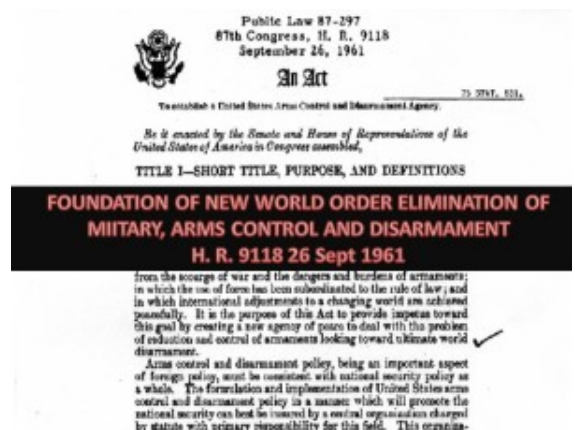 Public Law 87-297
87th Congress, H. R. 9118
September 26, 1961
An Act
75 STAT. 631.
To establish a United States Arms Control and Disarmament Agency.
Be it enacted by the Senate and House of Representatives of the
United States of America in Congress assembled,
TITLE I—SHORT TITLE, PURPOSE, AND DEFINITIONS
FOUNDATION OF NEW WORLD ORDER ELIMINATION OF
MIITARY, ARMS CONTROL AND DISARMAMENT
H. R. 9118 26 Sept 1961
from the scourge of war and the dangers and burdens of armaments;
in which the use of force has been subordinated to the rule of law; and
in which international adjustments to a changing world are achieved
peacefully. It is the purpose of this Act to provide impetus toward
this goal by creating a new agency of peace to deal with the problem
of reduction and control of armaments looking toward ultimate world
disarmament.
Arms control and disarmament policy, being an important aspect
of foreign policy, must be consistent with national security policy as
a whole. The formulation and implementation of United States arms
control and disarmament policy in a manner which will promote the
national security can best be insured by a central organization charged
by statute with primary responsibility for this field. This organiza-